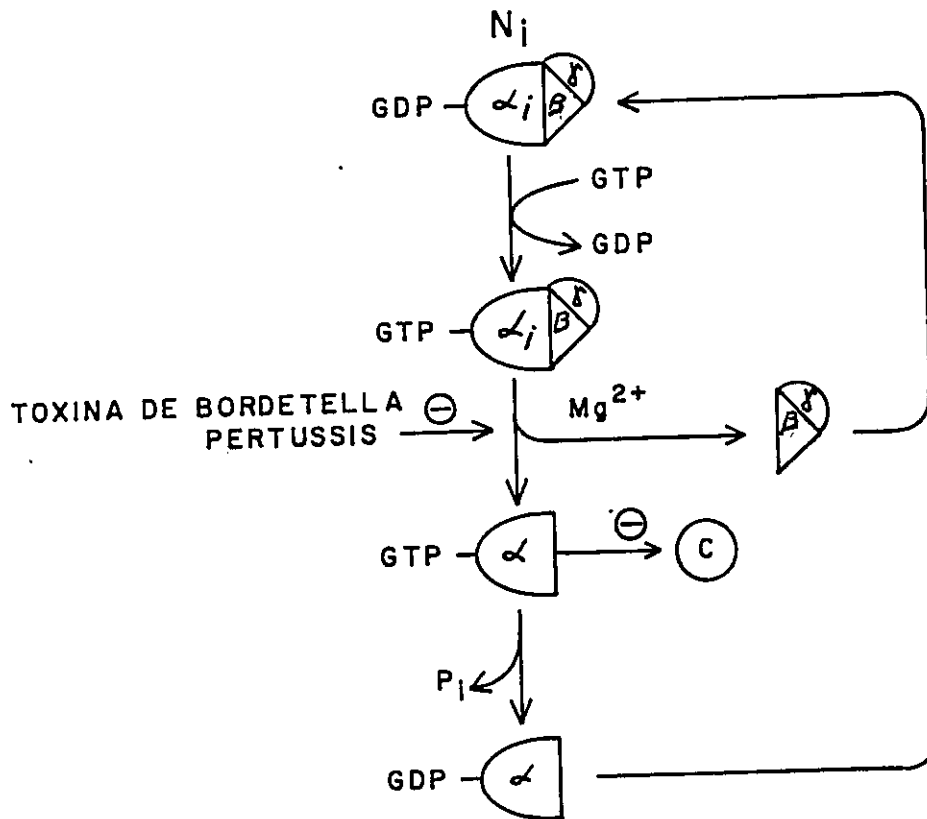 Ni
GDP αi β γ
GTP
GDP
GTP αi β γ
TOXINA DE BORDETELLA ⊖
PERTUSSIS
Mg2+
β γ
GTP α ⊖ C
Pi
GDP α